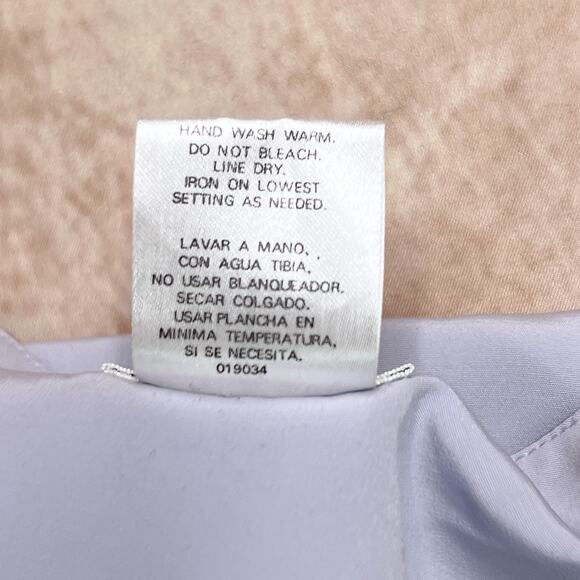 HAND WASH WARM.
DO NOT BLEACH.
LINE DRY.
IRON ON LOWEST
SETTING AS NEEDED.
LAVAR A MANO,
CON AGUA TIBIA,
NO USAR BLANQUEADOR.
SECAR COLGADO.
USAR PLANCHA EN
MINIMA TEMPERATURA,
SI SE NECESITA.
019034